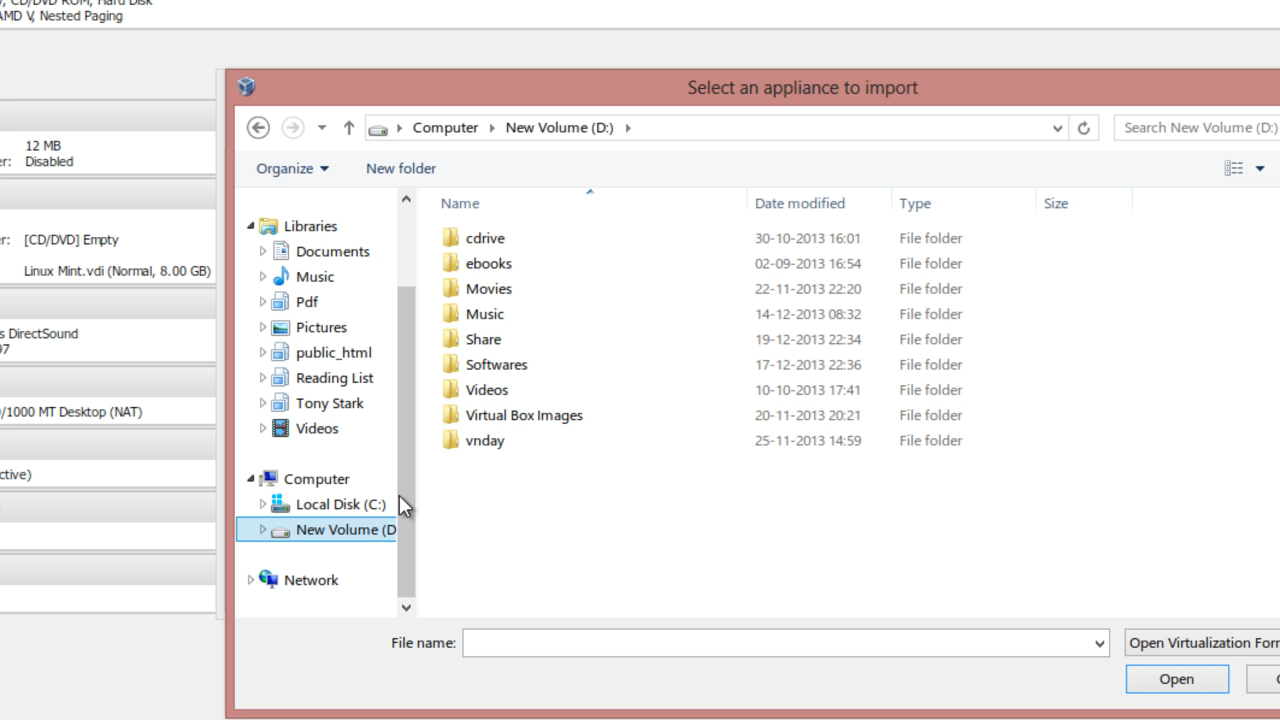 AMD V, Nested Paging
Select an appliance to import
12 MB
Disabled
Computer New Volume (D:)
Search New Volume (D:)
Organize
New folder
Name Date modified Type Size
[CD/DVD] Empty
Linux Mint.vdi (Normal, 8.00 GB)
s DirectSound
97
/1000 MT Desktop (NAT)
ctive)
Libraries
Documents
Music
Pdf
Pictures
public_html
Reading List
Tony Stark
Videos
Computer
Local Disk (C:)
New Volume (D
Network
cdrive 30-10-2013 16:01 File folder
ebooks 02-09-2013 16:54 File folder
Movies 22-11-2013 22:20 File folder
Music 14-12-2013 08:32 File folder
Share 19-12-2013 22:34 File folder
Softwares 17-12-2013 22:36 File folder
Videos 10-10-2013 17:41 File folder
Virtual Box Images 20-11-2013 20:21 File folder
vnday 25-11-2013 14:59 File folder
File name:
Open Virtualization For
Open